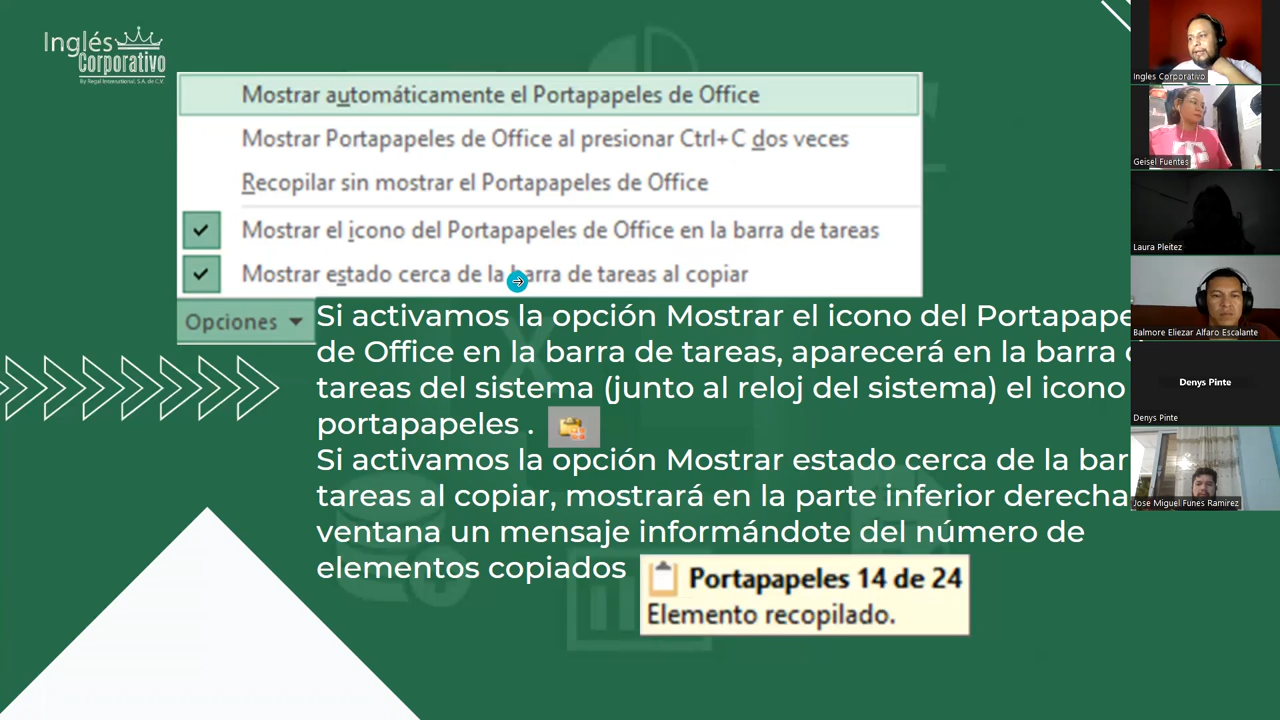 Inglés
Corporativo
By Regal International, S.A. de C.V.
Mostrar automáticamente el Portapapeles de Office
Mostrar Portapapeles de Office al presionar Ctrl+C dos veces
Recopilar sin mostrar el Portapapeles de Office
Mostrar el icono del Portapapeles de Office en la barra de tareas
Mostrar estado cerca de la barra de tareas al copiar
Opciones
Si activamos la opción Mostrar el icono del Portapape
de Office en la barra de tareas, aparecerá en la barra
tareas del sistema (junto al reloj del sistema) el icono
portapapeles .
Si activamos la opción Mostrar estado cerca de la bar
tareas al copiar, mostrará en la parte inferior derecha
ventana un mensaje informándote del número de
elementos copiados
Portapapeles 14 de 24
Elemento recopilado.
Ingles Corporativo
Geisel Fuentes
Laura Pleitez
Balmore Eliezar Alfaro Escalante
Denys Pinte
Denys Pinte
Jose Miguel Funes Ramirez